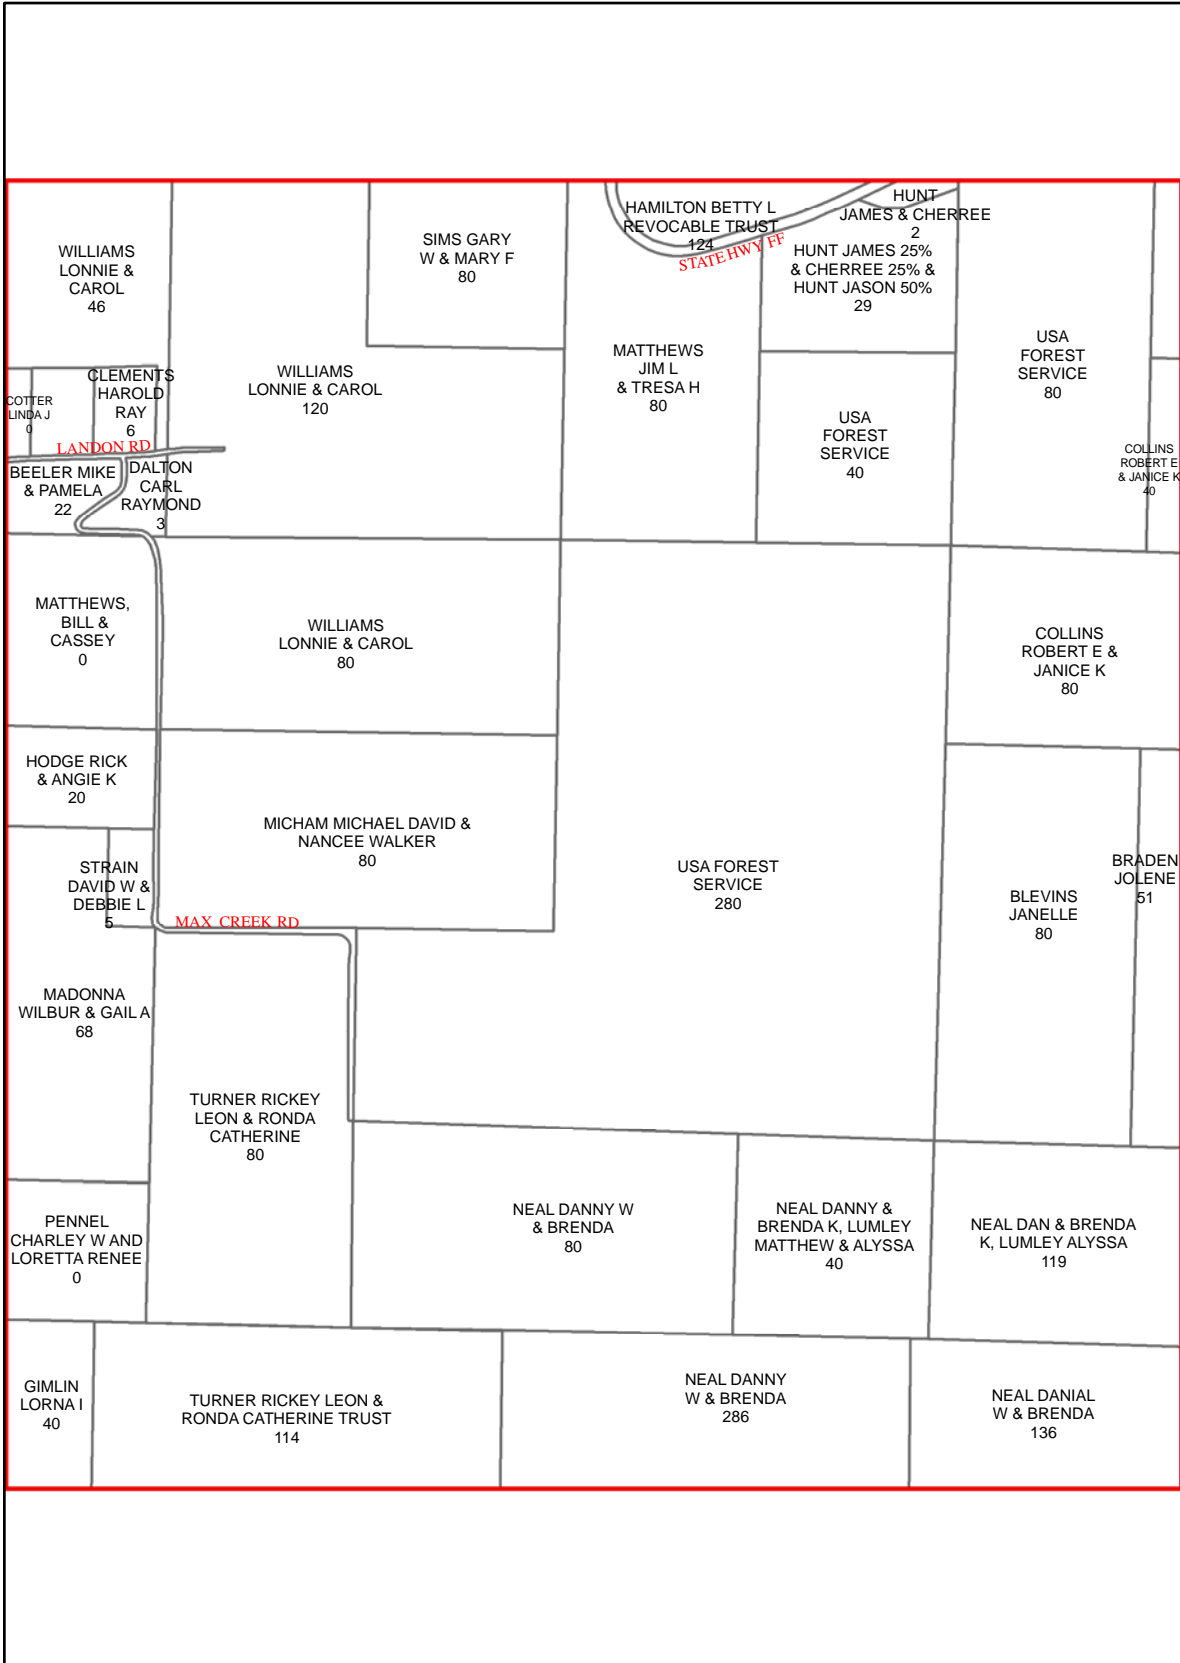 WILLIAMS
LONNIE &
CAROL
46
SIMS GARY
W & MARY F
80
HAMILTON BETTY L
REVOCABLE TRUST
124
STATE HWY FF
HUNT
JAMES & CHERREE
2
HUNT JAMES 25%
& CHERREE 25% &
HUNT JASON 50%
29
USA
FOREST
SERVICE
80
WILLIAMS
LONNIE & CAROL
120
MATTHEWS
JIM L
& TRESA H
80
USA
FOREST
SERVICE
40
COLLINS
ROBERT E
& JANICE K
40
COTTER
LINDA J
0
CLEMENTS
HAROLD
RAY
6
LANDON RD
BEELER MIKE
& PAMELA
22
DALTON
CARL
RAYMOND
3
MATTHEWS,
BILL &
CASSEY
0
WILLIAMS
LONNIE & CAROL
80
COLLINS
ROBERT E &
JANICE K
80
HODGE RICK
& ANGIE K
20
MICHAM MICHAEL DAVID &
NANCEE WALKER
80
USA FOREST
SERVICE
280
BLEVINS
JANELLE
80
BRADEN
JOLENE
51
STRAIN
DAVID W &
DEBBIE L
5
MAX CREEK RD
MADONNA
WILBUR & GAIL A
68
TURNER RICKEY
LEON & RONDA
CATHERINE
80
PENNEL
CHARLEY W AND
LORETTA RENEE
0
NEAL DANNY W
& BRENDA
80
NEAL DANNY &
BRENDA K, LUMLEY
MATTHEW & ALYSSA
40
NEAL DAN & BRENDA
K, LUMLEY ALYSSA
119
GIMLIN
LORNA I
40
TURNER RICKEY LEON &
RONDA CATHERINE TRUST
114
NEAL DANNY
W & BRENDA
286
NEAL DANIAL
W & BRENDA
136